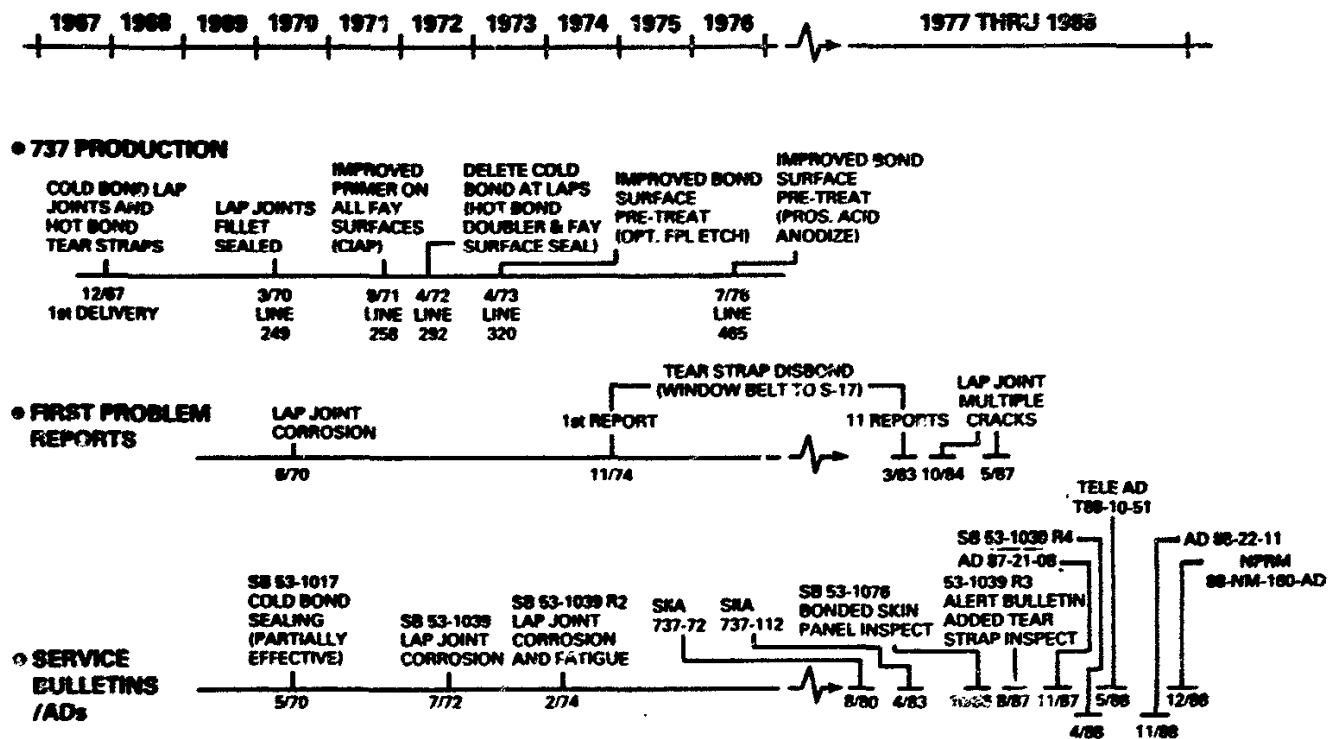 1967 1968 1969 1970 1971 1972 1973 1974 1975 1976 1977 THRU 1988
737 PRODUCTION
COLD BOND LAP
JOINTS AND
HOT BOND
TEAR STRAPS
LAP JOINTS
FILLET
SEALED
IMPROVED
PRIMER ON
ALL FAY
SURFACES
(CIAP)
DELETE COLD
BOND AT LAPS
(HOT BOND
DOUBLER & FAY
SURFACE SEAL)
IMPROVED BOND
SURFACE
PRE-TREAT
(OPT. FPL ETCH)
IMPROVED BOND
SURFACE
PRE-TREAT
(PROS. ACID
ANODIZE)
12/67
1st DELIVERY
3/70
LINE
249
9/71
LINE
258
4/72
LINE
292
4/73
LINE
320
7/76
LINE
465
FIRST PROBLEM
REPORTS
LAP JOINT
CORROSION
TEAR STRAP DISBOND
(WINDOW BELT TO S-17)
1st REPORT
11 REPORTS
LAP JOINT
MULTIPLE
CRACKS
6/70
11/74
3/83
10/84
5/87
SERVICE
BULLETINS
/ADs
SB 53-1017
COLD BOND
SEALING
(PARTIALLY
EFFECTIVE)
SB 53-1039
LAP JOINT
CORROSION
SB 53-1039 R2
LAP JOINT
CORROSION
AND FATIGUE
737-72
737-112
SB 53-1076
BONDED SKIN
PANEL INSPECT
SB 53-1039 R4
AD 87-21-08
53-1039 R3
ALERT BULLETIN
ADDED TEAR
STRAP INSPECT
TELE AD
T88-10-51
AD 88-22-11
NPRM
88-NM-160-AD
5/70
7/72
2/74
8/80
4/83
8/87
11/87
5/88
12/88
4/88
11/88